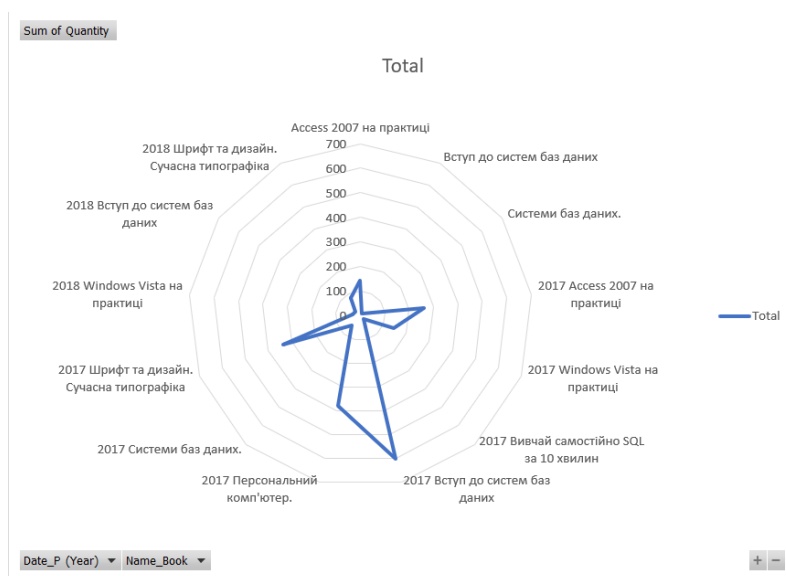 Sum of Quantity
Total
Access 2007 на практиці
2018 Шрифт та дизайн.
Сучасна типографіка
Вступ до систем баз даних
2018 Вступ до систем баз
даних
Системи баз даних.
2018 Windows Vista на
практиці
2017 Access 2007 на
практиці
2017 Шрифт та дизайн.
Сучасна типографіка
2017 Windows Vista на
практиці
2017 Системи баз даних.
2017 Вивчай самостійно SQL
за 10 хвилин
2017 Персональний
комп'ютер.
2017 Вступ до систем баз
даних
700
600
500
400
300
200
100
0
Total
Date_P (Year)
Name_Book
+ −